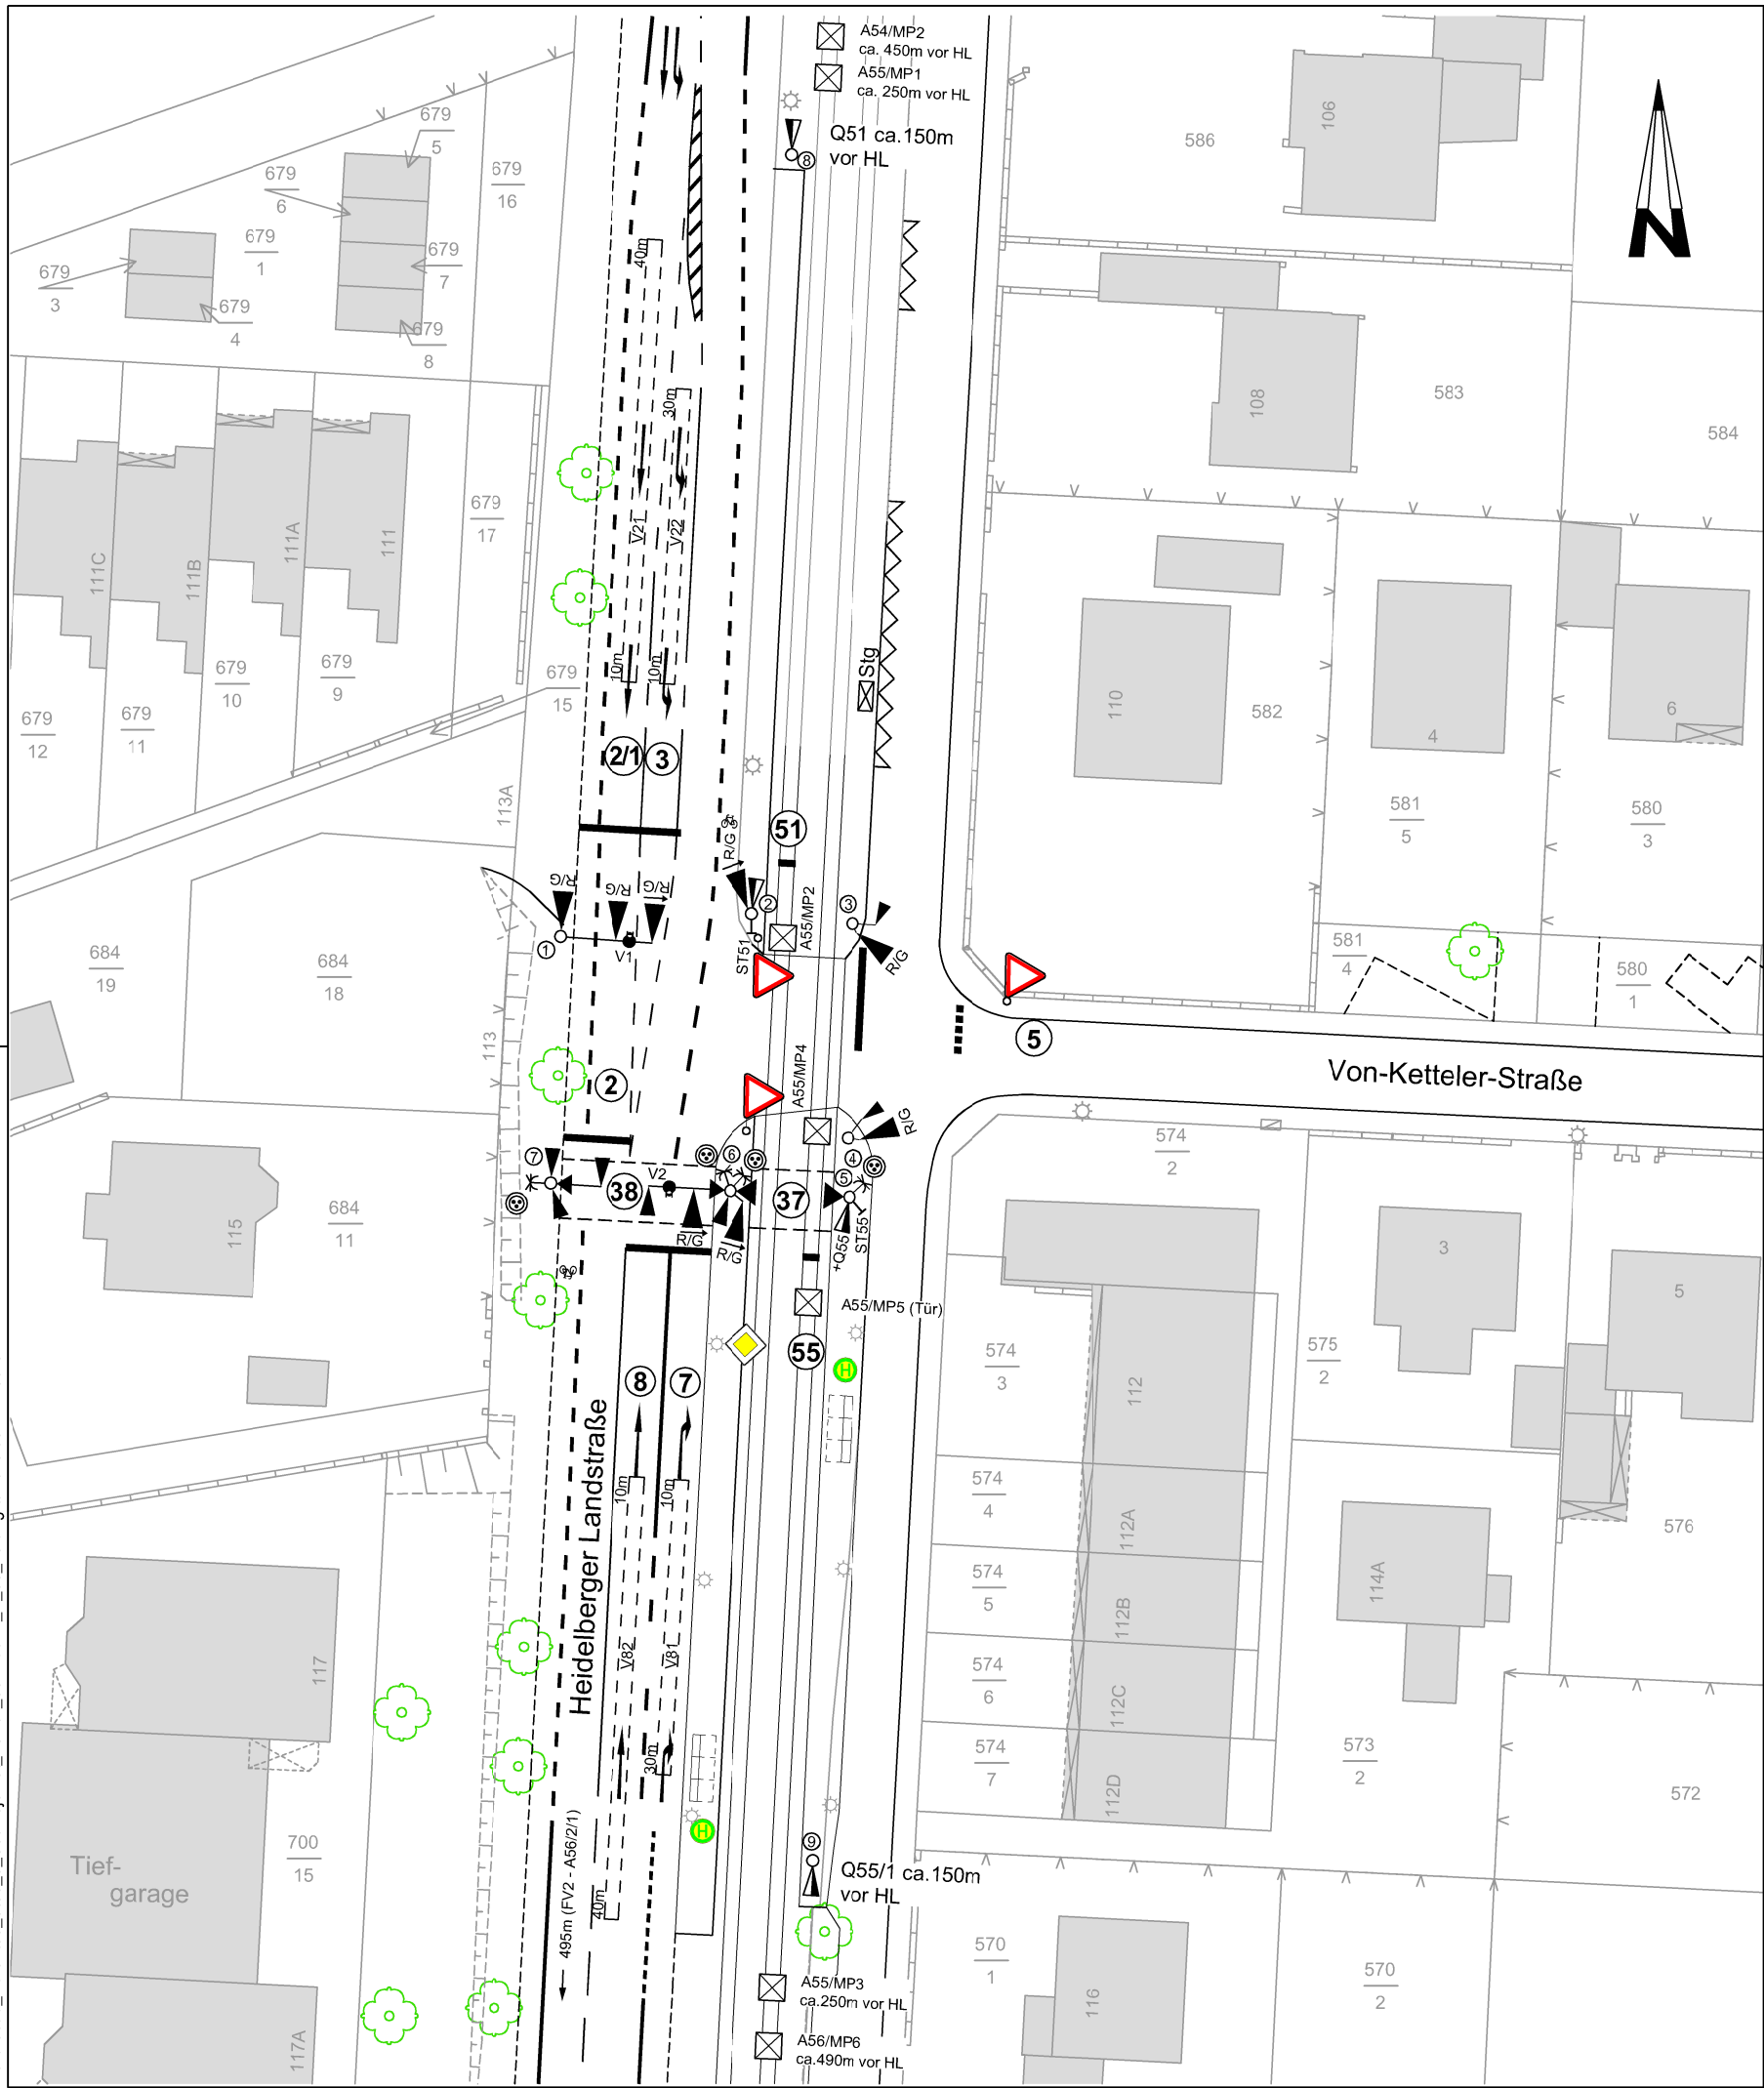 A54/MP2
ca. 450m vor HL
A55/MP1
ca. 250m vor HL
Q51 ca.150m
vor HL
8
N
679
5
679
6
679
16
679
1
679
7
679
3
679
4
679
8
586
106
583
584
108
40m
30m
V21
V22
10m
10m
111C
111B
111A
111
679
17
679
12
679
11
679
10
679
9
679
15
113A
2/1
3
Stg
51
110
582
4
6
581
5
580
3
R/G
R/G
R/G
R/G
1
V1
2
ST51
A55/MP2
3
R/G
684
19
684
18
113
581
4
580
1
5
Von-Ketteler-Straße
2
A55/MP4
R/G
574
2
7
38
V2
6
37
4
5
R/G
R/G
+Q55
ST55
115
684
11
A55/MP5 (Tür)
55
H
8
7
574
3
112
575
2
3
5
Heidelberger Landstraße
10m
10m
574
4
112A
574
5
112B
114A
576
574
6
112C
574
7
112D
573
2
572
V82
V81
30m
40m
H
117
Tief-
garage
700
15
495m (FV2 - A56/2/1)
9
Q55/1 ca.150m
vor HL
570
1
116
570
2
A55/MP3
ca.250m vor HL
A56/MP6
ca.490m vor HL
117A